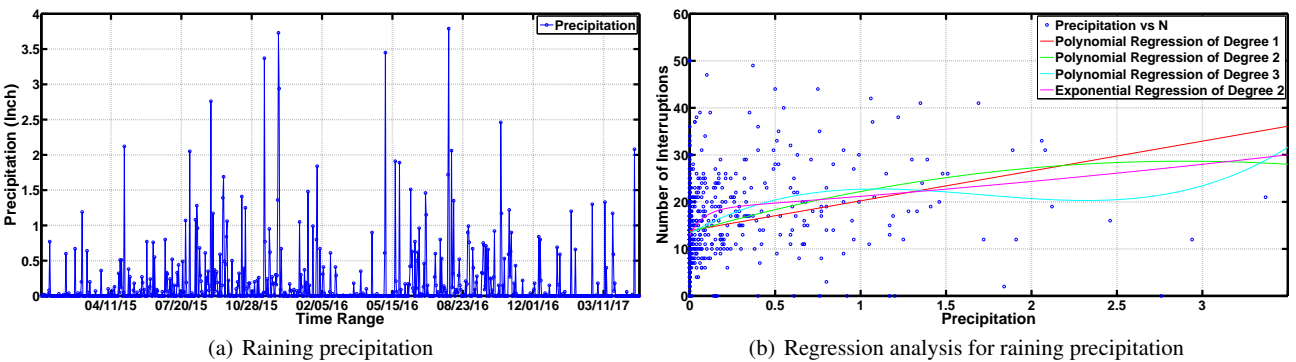 4
3.5
3
2.5
2
1.5
1
0.5
0
Precipitation (Inch)
Precipitation
04/11/15 07/20/15 10/28/15 02/05/16 05/15/16 08/23/16 12/01/16 03/11/17
Time Range
(a) Raining precipitation
60
50
40
30
20
10
0
Number of Interruptions
Precipitation vs N
Polynomial Regression of Degree 1
Polynomial Regression of Degree 2
Polynomial Regression of Degree 3
Exponential Regression of Degree 2
0 0.5 1 1.5 2 2.5 3
Precipitation
(b) Regression analysis for raining precipitation